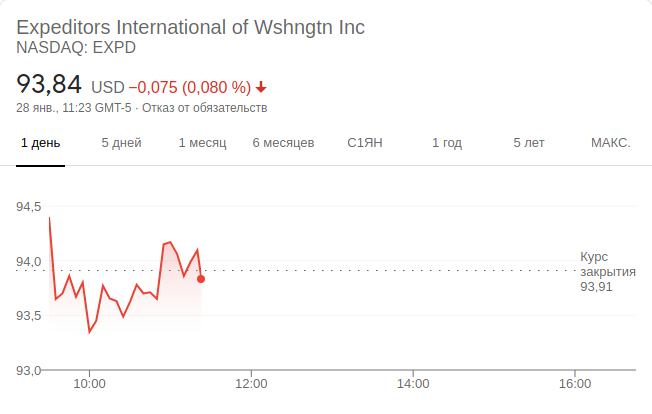 Expeditors International of Wshngtn Inc
NASDAQ: EXPD
93,84 USD −0,075 (0,080 %)
28 янв., 11:23 GMT-5 · Отказ от обязательств
1 день 5 дней 1 месяц 6 месяцев С1ЯН 1 год 5 лет МАКС.
94,5
94,0
93,5
93,0
Курс
закрытия
93,91
10:00 12:00 14:00 16:00